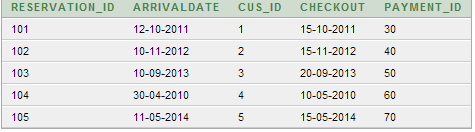 RESERVATION_ID ARRIVALDATE CUS_ID CHECKOUT PAYMENT_ID
101 12-10-2011 1 15-10-2011 30
102 10-11-2012 2 15-11-2012 40
103 10-09-2013 3 20-09-2013 50
104 30-04-2010 4 10-05-2010 60
105 11-05-2014 5 15-05-2014 70